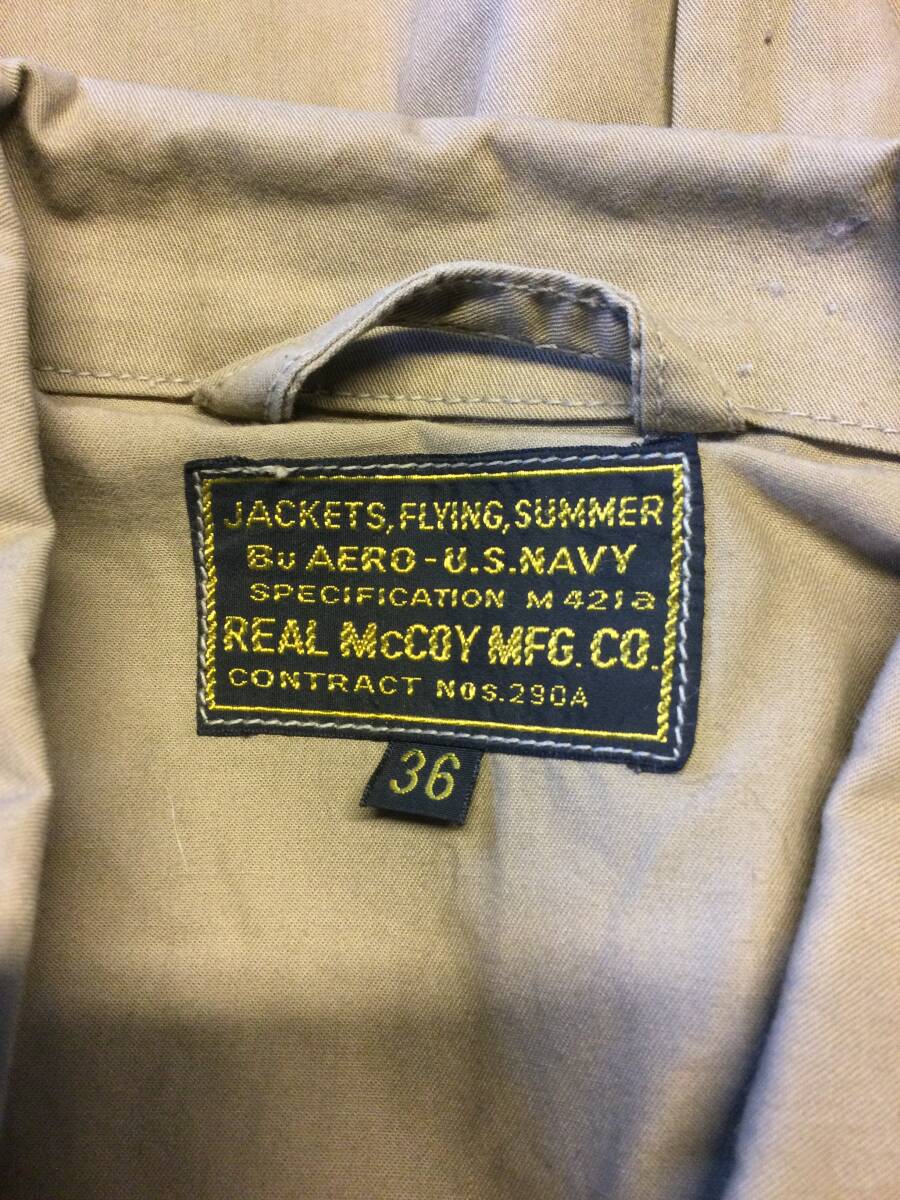 JACKETS, FLYING, SUMMER
Bu AERO-U.S.NAVY
SPECIFICATION M421a
REAL McCOY MFG. CO.
CONTRACT NOS.290A
36